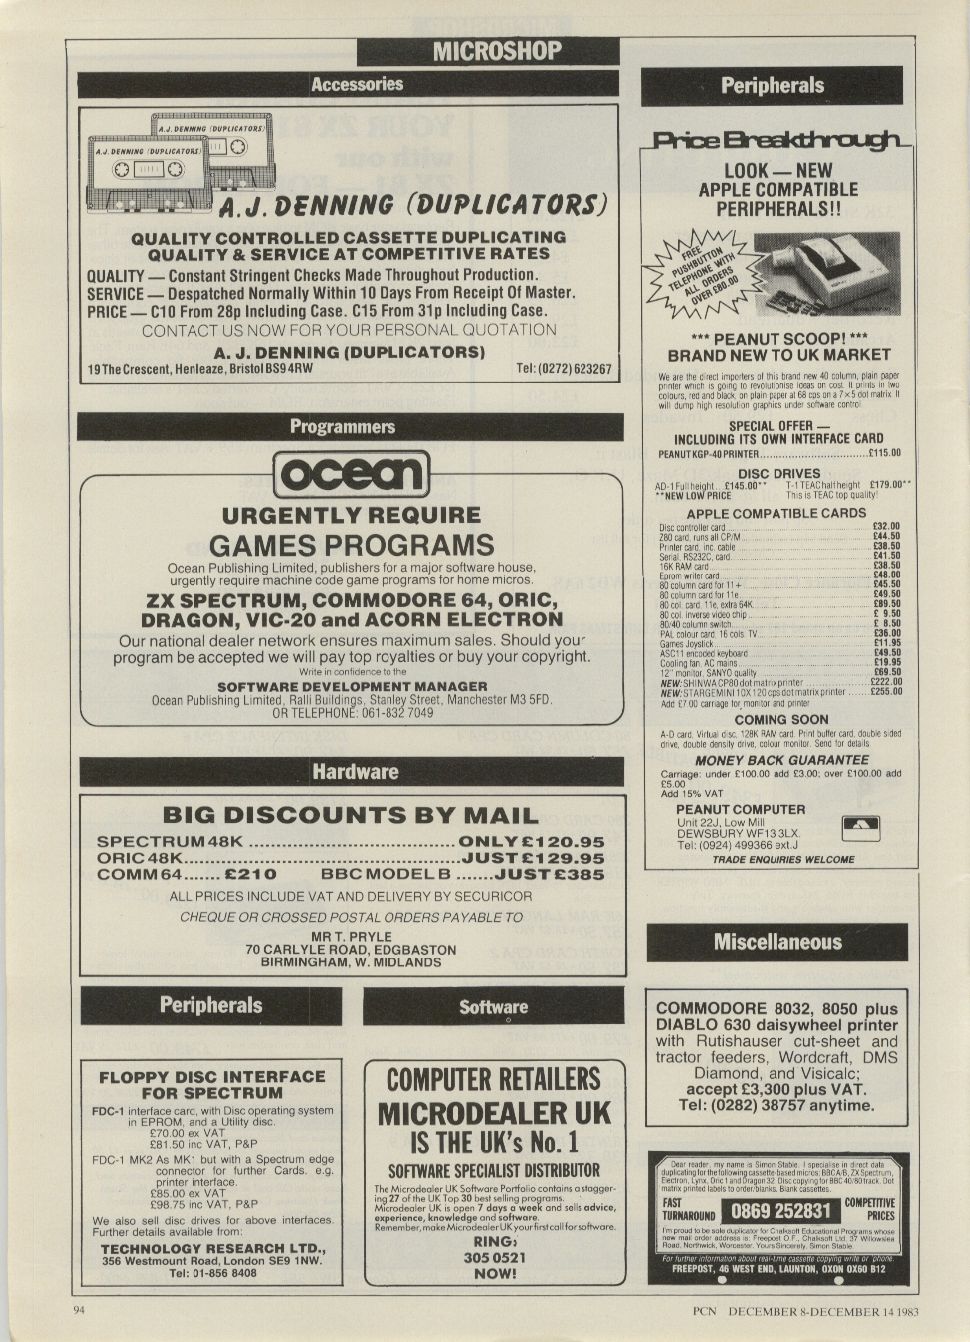 MICROSHOP
Accessories
A.J. DENNING (DUPLICATORS)
A.J. DENNING (DUPLICATORS)
A.J. DENNING (DUPLICATORS)
QUALITY CONTROLLED CASSETTE DUPLICATING
QUALITY & SERVICE AT COMPETITIVE RATES
QUALITY — Constant Stringent Checks Made Throughout Production.
SERVICE — Despatched Normally Within 10 Days From Receipt Of Master.
PRICE — C10 From 28p Including Case. C15 From 31p Including Case.
CONTACT US NOW FOR YOUR PERSONAL QUOTATION
A. J. DENNING (DUPLICATORS)
19 The Crescent, Henleaze, Bristol BS9 4RW Tel: (0272) 623267
Programmers
ocean
URGENTLY REQUIRE
GAMES PROGRAMS
Ocean Publishing Limited, publishers for a major software house,
urgently require machine code game programs for home micros.
ZX SPECTRUM, COMMODORE 64, ORIC,
DRAGON, VIC-20 and ACORN ELECTRON
Our national dealer network ensures maximum sales. Should your
program be accepted we will pay top royalties or buy your copyright.
Write in confidence to the
SOFTWARE DEVELOPMENT MANAGER
Ocean Publishing Limited, Ralli Buildings, Stanley Street, Manchester M3 5FD.
OR TELEPHONE: 061-832 7049
Hardware
BIG DISCOUNTS BY MAIL
SPECTRUM 48K ........ ONLY £120.95
ORIC 48K........JUST £129.95
COMM 64...... £210 BBC MODEL B .......JUST £385
ALL PRICES INCLUDE VAT AND DELIVERY BY SECURICOR
CHEQUE OR CROSSED POSTAL ORDERS PAYABLE TO
MR T. PRYLE
70 CARLYLE ROAD, EDGBASTON
BIRMINGHAM, W. MIDLANDS
Peripherals
FLOPPY DISC INTERFACE
FOR SPECTRUM
FDC-1 interface card, with Disc operating system
in EPROM, and a Utility disc.
£70.00 ex VAT
£81.50 inc VAT, P&P
FDC-1 MK2 As MK1 but with a Spectrum edge
connector for further Cards. e.g.
printer interface.
£85.00 ex VAT
£98.75 inc VAT, P&P
We also sell disc drives for above interfaces.
Further details available from:
TECHNOLOGY RESEARCH LTD.,
356 Westmount Road, London SE9 1NW.
Tel: 01-856 8408
Software
COMPUTER RETAILERS
MICRODEALER UK
IS THE UK's No. 1
SOFTWARE SPECIALIST DISTRIBUTOR
The Microdealer UK Software Portfolio contains a stagger-
ing 27 of the UK Top 30 best selling programs.
Microdealer UK is open 7 days a week and sells advice,
experience, knowledge and software.
Remember, make Microdealer UK your first call for software.
RING:
305 0521
NOW!
Peripherals
Price Breakthrough
LOOK — NEW
APPLE COMPATIBLE
PERIPHERALS!!
FREE
PUSHBUTTON
TELEPHONE WITH
ALL ORDERS
OVER £80.00
*** PEANUT SCOOP! ***
BRAND NEW TO UK MARKET
We are the direct importers of this brand new 40 column, plain paper
printer which is going to revolutionise ideas on cost. It prints in two
colours, red and black, on plain paper at 68 cps on a 7×5 dot matrix. It
will dump high resolution graphics under software control.
SPECIAL OFFER —
INCLUDING ITS OWN INTERFACE CARD
PEANUT KGP-40 PRINTER........£115.00
DISC DRIVES
AD-1 Full height...£145.00** T-1 TEAC half height £179.00**
**NEW LOW PRICE This is TEAC top quality!
APPLE COMPATIBLE CARDS
Disc controller card........£32.00
Z80 card, runs all CP/M........£44.50
Printer card, inc. cable........£38.50
Serial, RS232C, card........£41.50
16K RAM card........£38.50
Eprom writer card........£48.00
80 column card for 11+........£45.50
80 column card for 11e........£49.50
80 col. card, 11e, extra 64K........£89.50
80 col. inverse video chip........£ 9.50
80/40 column switch........£ 8.50
PAL colour card, 16 cols. TV........£36.00
Games Joystick........£11.95
ASC11 encoded keyboard........£49.50
Cooling fan, AC mains........£19.95
12" monitor, SANYO quality........£69.50
NEW: SHINWA CP80 dot matrix printer........£222.00
NEW: STAR GEMINI 10X 120 cps dot matrix printer......£255.00
Add £7.00 carriage for monitor and printer
COMING SOON
A-D card, Virtual disc, 128K RAM card, Print buffer card, double sided
drive, double density drive, colour monitor. Send for details
MONEY BACK GUARANTEE
Carriage: under £100.00 add £3.00; over £100.00 add
£5.00
Add 15% VAT
PEANUT COMPUTER
Unit 22J, Low Mill
DEWSBURY WF13 3LX.
Tel: (0924) 499366 ext.J
TRADE ENQUIRIES WELCOME
Miscellaneous
COMMODORE 8032, 8050 plus
DIABLO 630 daisywheel printer
with Rutishauser cut-sheet and
tractor feeders, Wordcraft, DMS
Diamond, and Visicalc;
accept £3,300 plus VAT.
Tel: (0282) 38757 anytime.
Dear reader, my name is Simon Stable. I specialise in direct data
duplicating for the following cassette-based micros: BBC A/B, ZX Spectrum,
Electron, Lynx, Oric 1 and Dragon 32. Disc copying for BBC 40/80 track. Dot
matrix printed labels to order/blanks. Blank cassettes.
FAST
TURNAROUND
0869 252831
COMPETITIVE
PRICES
I'm proud to be sole duplicator for Chalksoft Educational Programs whose
new mail order address is: Freepost O.F., Chalksoft Ltd, 37 Willowslea
Road, Northwick, Worcester. Yours Sincerely, Simon Stable.
For further information about real-time cassette copying write or 'phone.
FREEPOST, 46 WEST END, LAUNTON, OXON OX6 0 B12
94
PCN DECEMBER 8-DECEMBER 14 1983